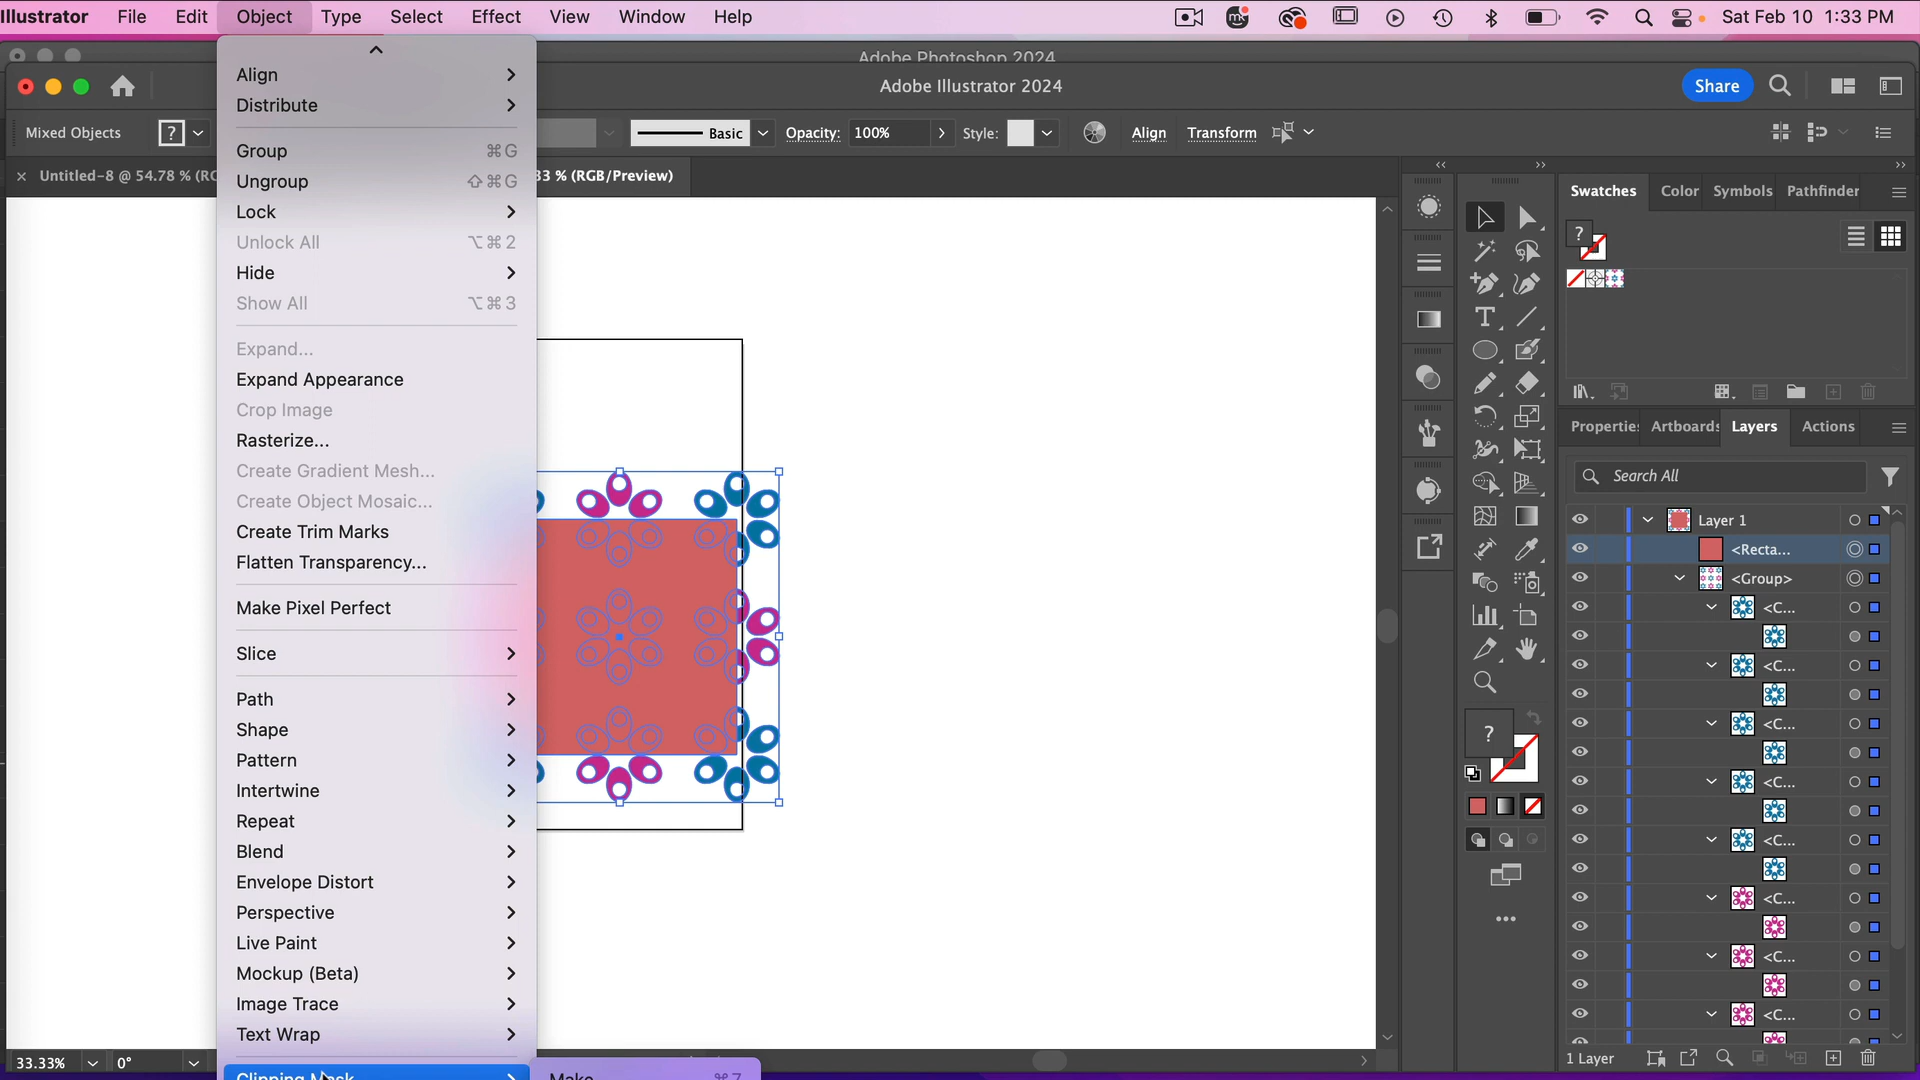 Illustrator File Edit Object Type Select Effect View Window Help Sat Feb 10 1:33 PM
Adobe Photoshop 2024
Adobe Illustrator 2024
Share
Mixed Objects ? Basic Opacity: 100% Style: Align Transform
Untitled-8 @ 54.78 % (RG
33 % (RGB/Preview)
Align
Distribute
Group ⌘G
Ungroup ⇧⌘G
Lock
Unlock All ⌥⌘2
Hide
Show All ⌥⌘3
Expand...
Expand Appearance
Crop Image
Rasterize...
Create Gradient Mesh...
Create Object Mosaic...
Create Trim Marks
Flatten Transparency...
Make Pixel Perfect
Slice
Path
Shape
Pattern
Intertwine
Repeat
Blend
Envelope Distort
Perspective
Live Paint
Mockup (Beta)
Image Trace
Text Wrap
Clipping Mask
Make ⌘7
33.33% 0°
?
Swatches Color Symbols Pathfinder
?
Propertie Artboards Layers Actions
Search All
Layer 1
<Recta...
<Group>
<C...
<C...
<C...
<C...
<C...
<C...
<C...
<C...
1 Layer